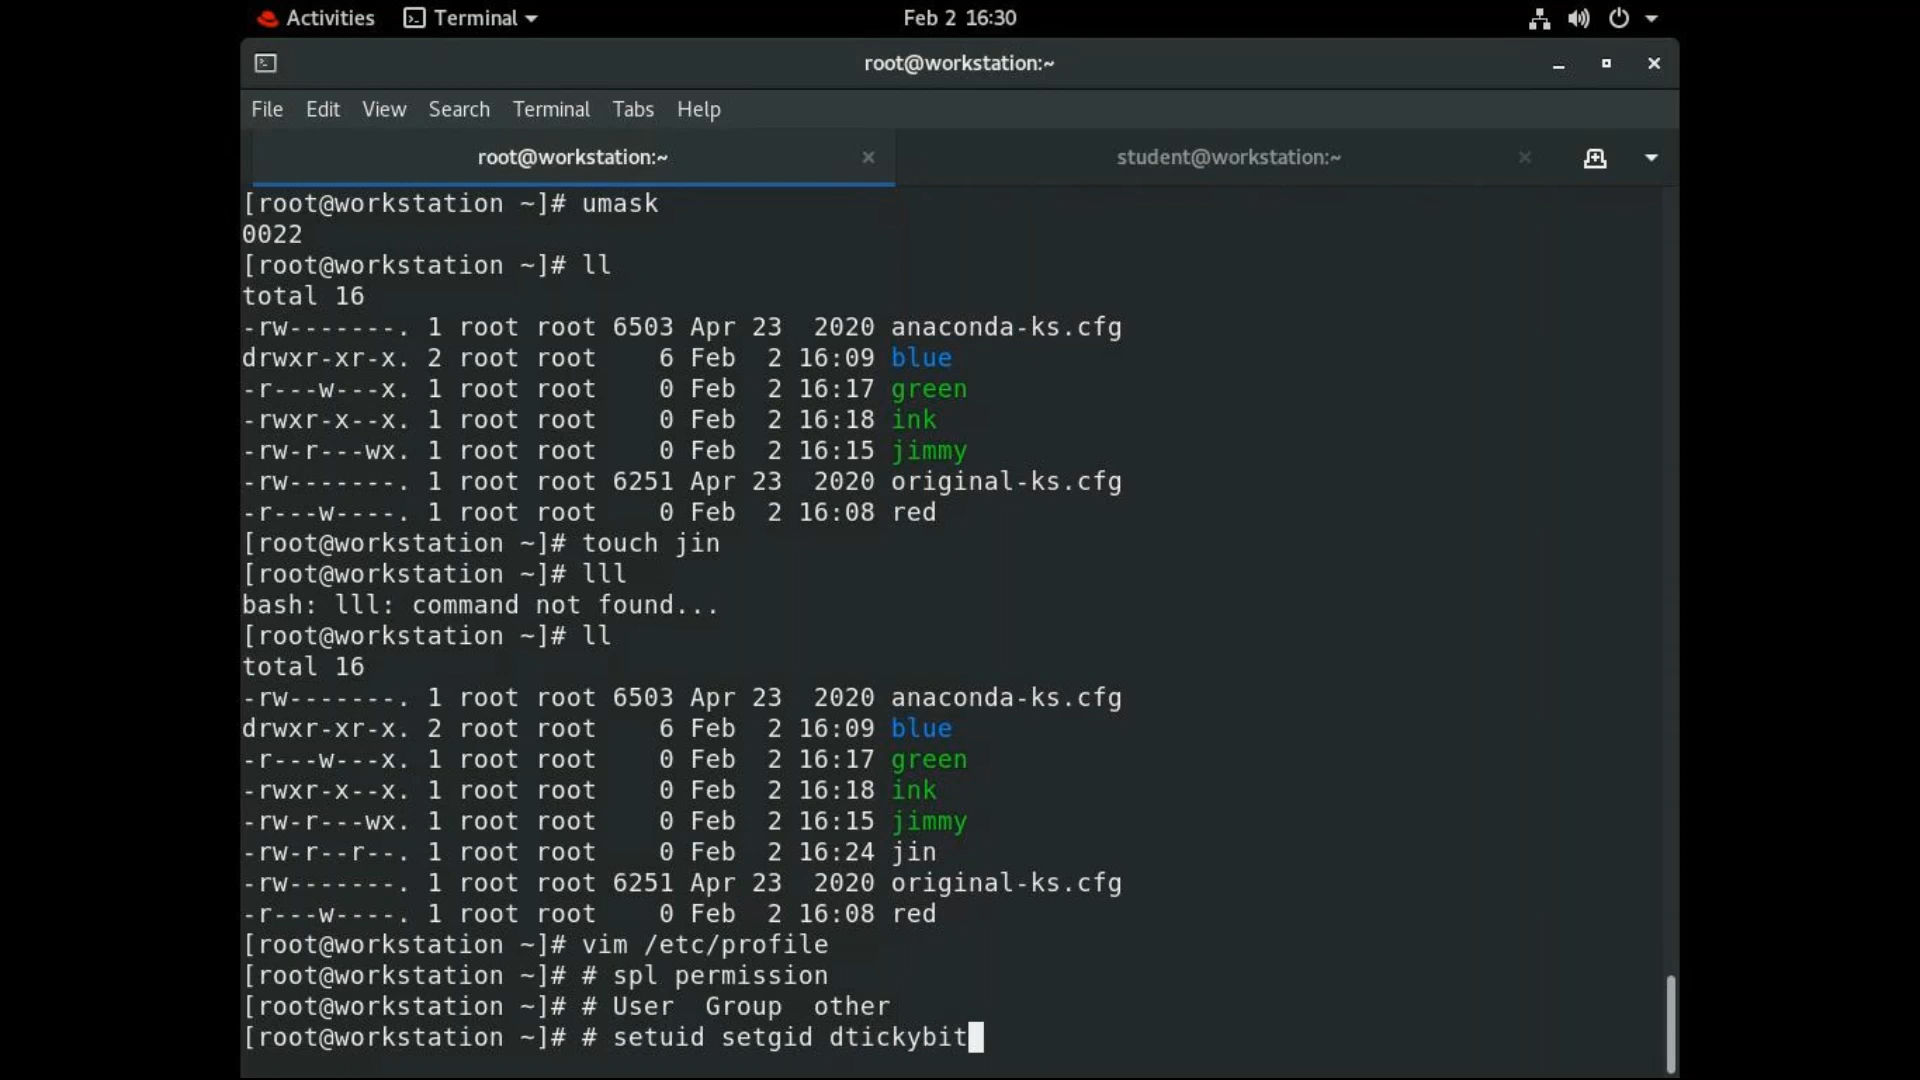 Activities Terminal Feb 2 16:30
root@workstation:~
File Edit View Search Terminal Tabs Help
root@workstation:~ student@workstation:~
[root@workstation ~]# umask
0022
[root@workstation ~]# ll
total 16
-rw-------. 1 root root 6503 Apr 23  2020 anaconda-ks.cfg
drwxr-xr-x. 2 root root    6 Feb  2 16:09 blue
-r---w---x. 1 root root    0 Feb  2 16:17 green
-rwxr-x--x. 1 root root    0 Feb  2 16:18 ink
-rw-r---wx. 1 root root    0 Feb  2 16:15 jimmy
-rw-------. 1 root root 6251 Apr 23  2020 original-ks.cfg
-r---w----. 1 root root    0 Feb  2 16:08 red
[root@workstation ~]# touch jin
[root@workstation ~]# lll
bash: lll: command not found...
[root@workstation ~]# ll
total 16
-rw-------. 1 root root 6503 Apr 23  2020 anaconda-ks.cfg
drwxr-xr-x. 2 root root    6 Feb  2 16:09 blue
-r---w---x. 1 root root    0 Feb  2 16:17 green
-rwxr-x--x. 1 root root    0 Feb  2 16:18 ink
-rw-r---wx. 1 root root    0 Feb  2 16:15 jimmy
-rw-r--r--. 1 root root    0 Feb  2 16:24 jin
-rw-------. 1 root root 6251 Apr 23  2020 original-ks.cfg
-r---w----. 1 root root    0 Feb  2 16:08 red
[root@workstation ~]# vim /etc/profile
[root@workstation ~]# # spl permission
[root@workstation ~]# # User  Group  other
[root@workstation ~]# # setuid setgid dtickybit